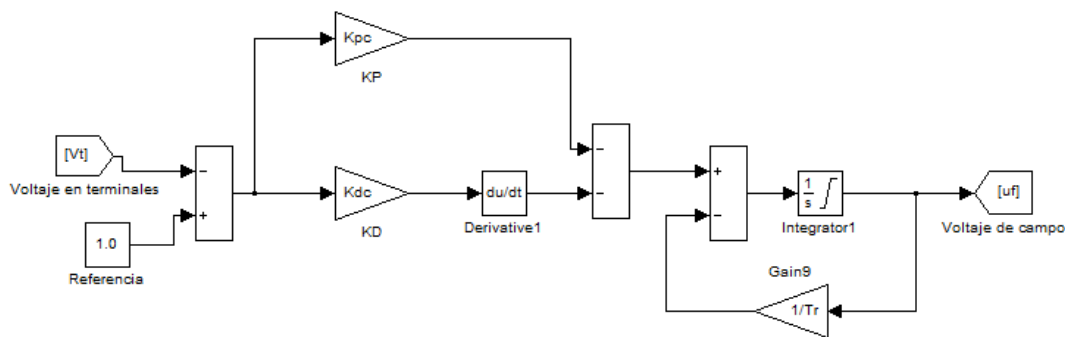 Kpc
KP
[Vt]
Voltaje en terminales
−
+
1.0
Referencia
Kdc
KD
du/dt
Derivative1
−
−
+
−
1
s
Integrator1
[uf]
Voltaje de campo
Gain9
1/Tr